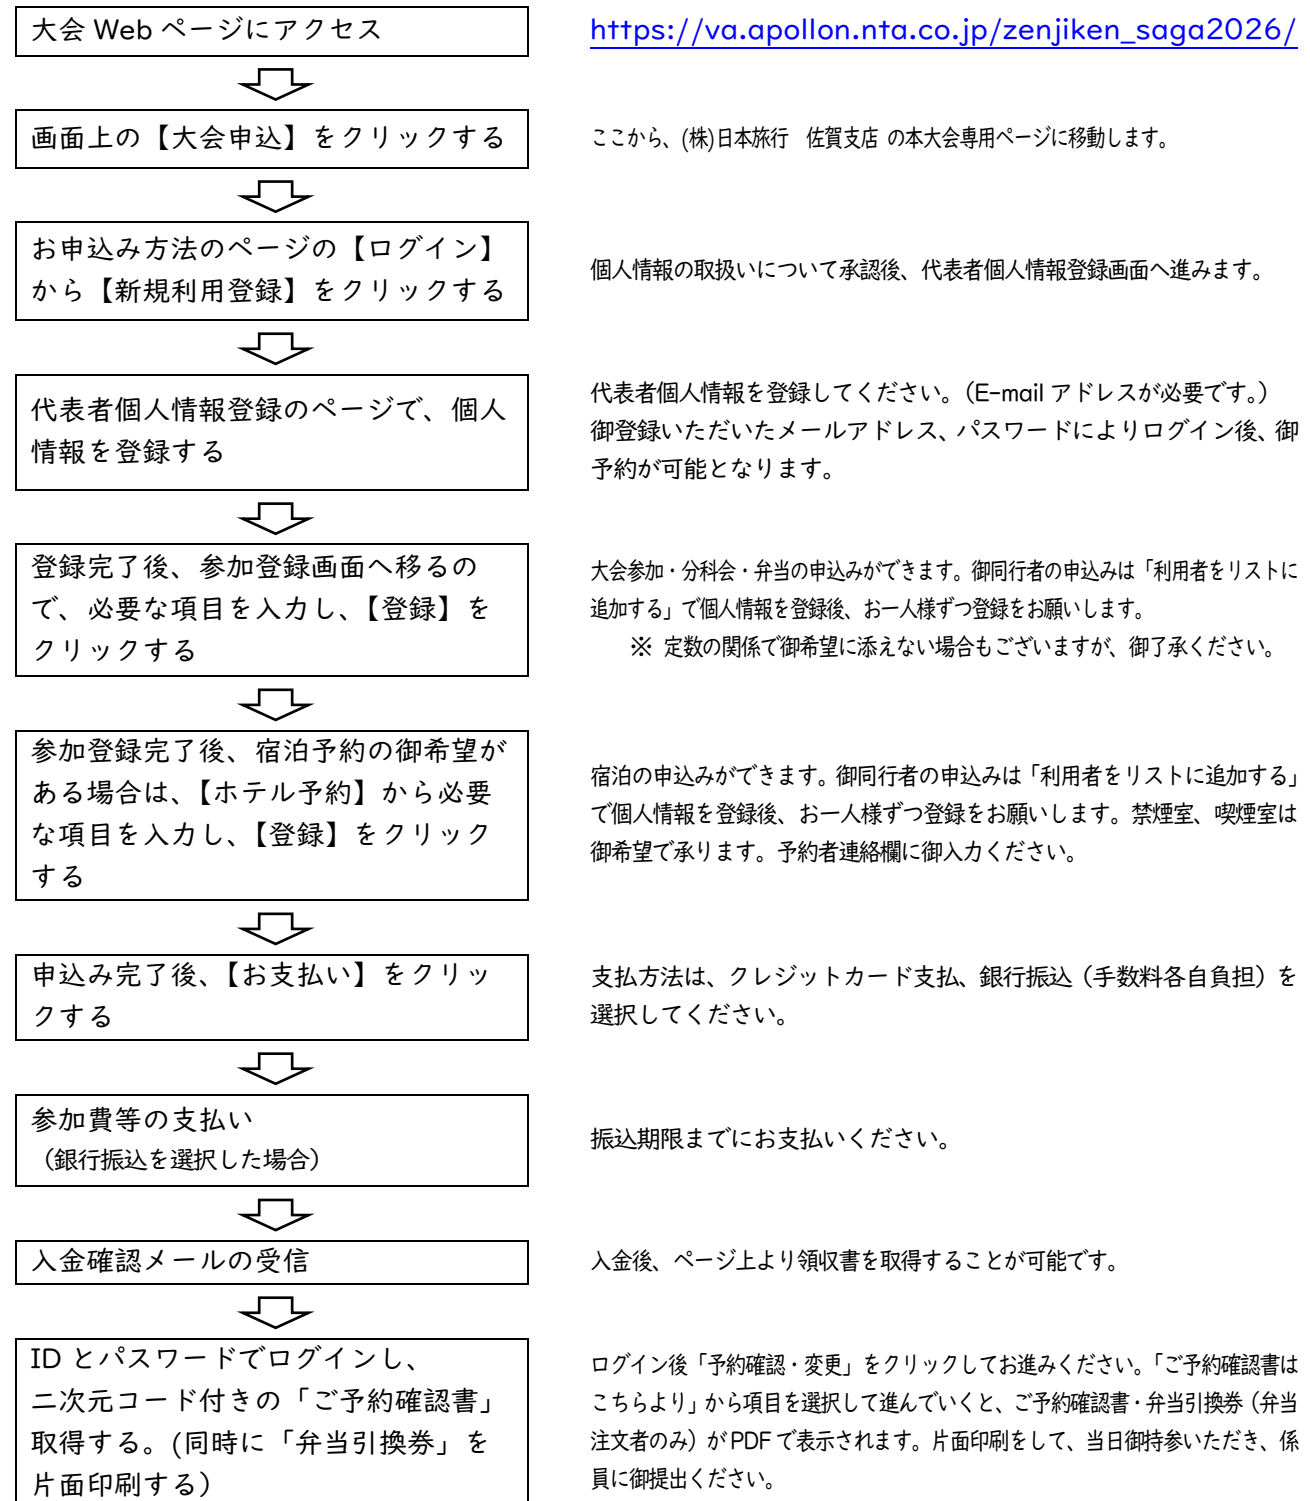 大会 Web ページにアクセス
https://va.apollon.nta.co.jp/zenjiken_saga2026/
画面上の【大会申込】をクリックする
ここから、(株)日本旅行　佐賀支店 の本大会専用ページに移動します。
お申込み方法のページの【ログイン】
から【新規利用登録】をクリックする
個人情報の取扱いについて承認後、代表者個人情報登録画面へ進みます。
代表者個人情報登録のページで、個人
情報を登録する
代表者個人情報を登録してください。（E-mail アドレスが必要です。）
御登録いただいたメールアドレス、パスワードによりログイン後、御
予約が可能となります。
登録完了後、参加登録画面へ移るの
で、必要な項目を入力し、【登録】を
クリックする
大会参加・分科会・弁当の申込みができます。御同行者の申込みは「利用者をリストに
追加する」で個人情報を登録後、お一人様ずつ登録をお願いします。
※ 定数の関係で御希望に添えない場合もございますが、御了承ください。
参加登録完了後、宿泊予約の御希望が
ある場合は、【ホテル予約】から必要
な項目を入力し、【登録】をクリック
する
宿泊の申込みができます。御同行者の申込みは「利用者をリストに追加する」
で個人情報を登録後、お一人様ずつ登録をお願いします。禁煙室、喫煙室は
御希望で承ります。予約者連絡欄に御入力ください。
申込み完了後、【お支払い】をクリッ
クする
支払方法は、クレジットカード支払、銀行振込（手数料各自負担）を
選択してください。
参加費等の支払い
（銀行振込を選択した場合）
振込期限までにお支払いください。
入金確認メールの受信
入金後、ページ上より領収書を取得することが可能です。
ID とパスワードでログインし、
二次元コード付きの「ご予約確認書」
取得する。(同時に「弁当引換券」を
片面印刷する）
ログイン後「予約確認・変更」をクリックしてお進みください。「ご予約確認書は
こちらより」から項目を選択して進んでいくと、ご予約確認書・弁当引換券（弁当
注文者のみ）が PDF で表示されます。片面印刷をして、当日御持参いただき、係
員に御提出ください。